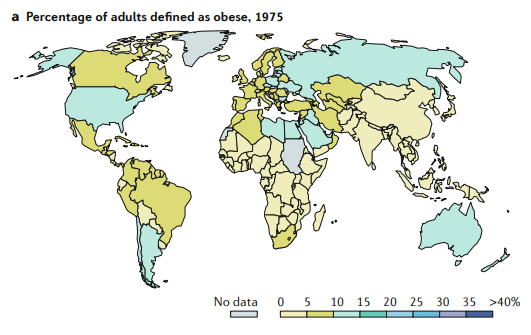 a Percentage of adults defined as obese, 1975
No data 0 5 10 15 20 25 30 35 >40%